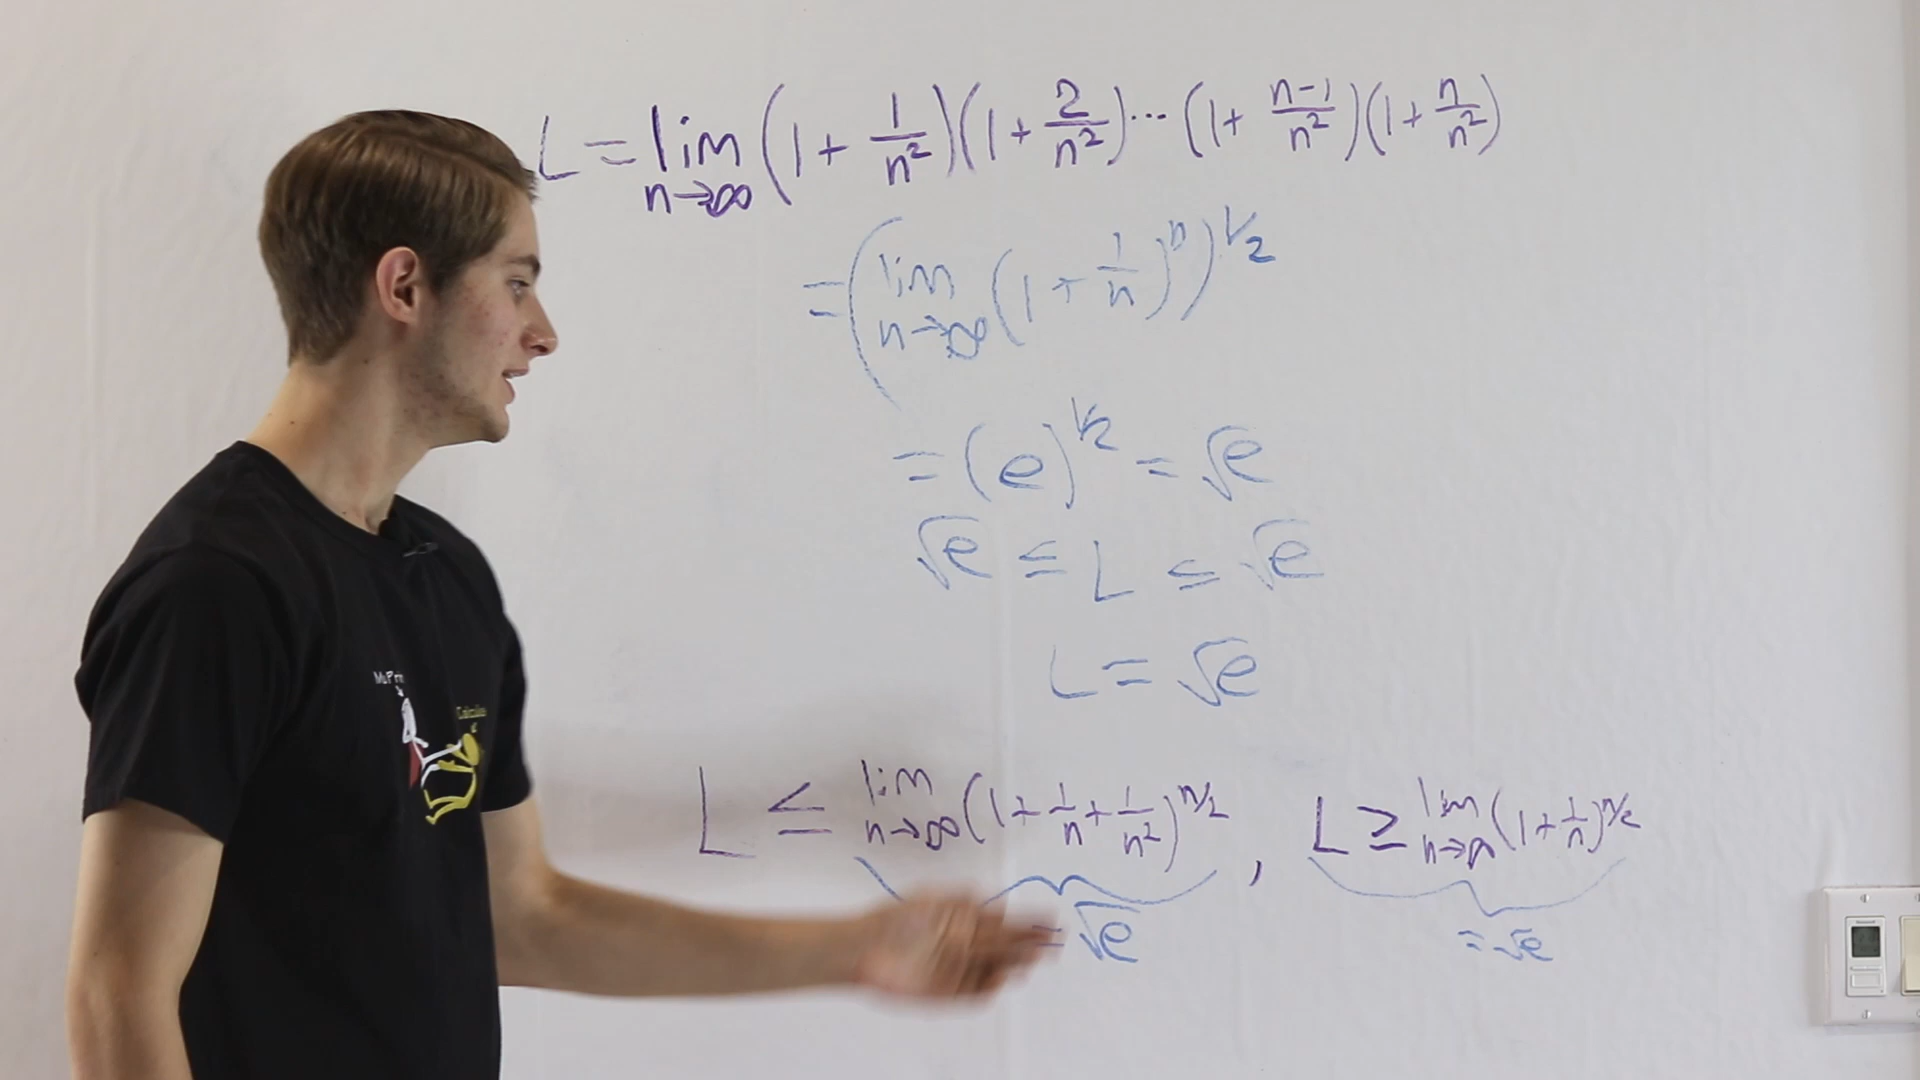 L = lim n→∞ (1 + 1/n²)(1 + 2/n²)⋯(1 + n-1/n²)(1 + n/n²)
= (lim n→∞ (1 + 1/n)ⁿ)^1/2
= (e)^1/2 = √e
√e ≤ L ≤ √e
L = √e
L ≤ lim n→∞ (1 + 1/n + 1/n²)^n/2 , L ≥ lim n→∞ (1 + 1/n)^n/2
= √e = √e
Calculus